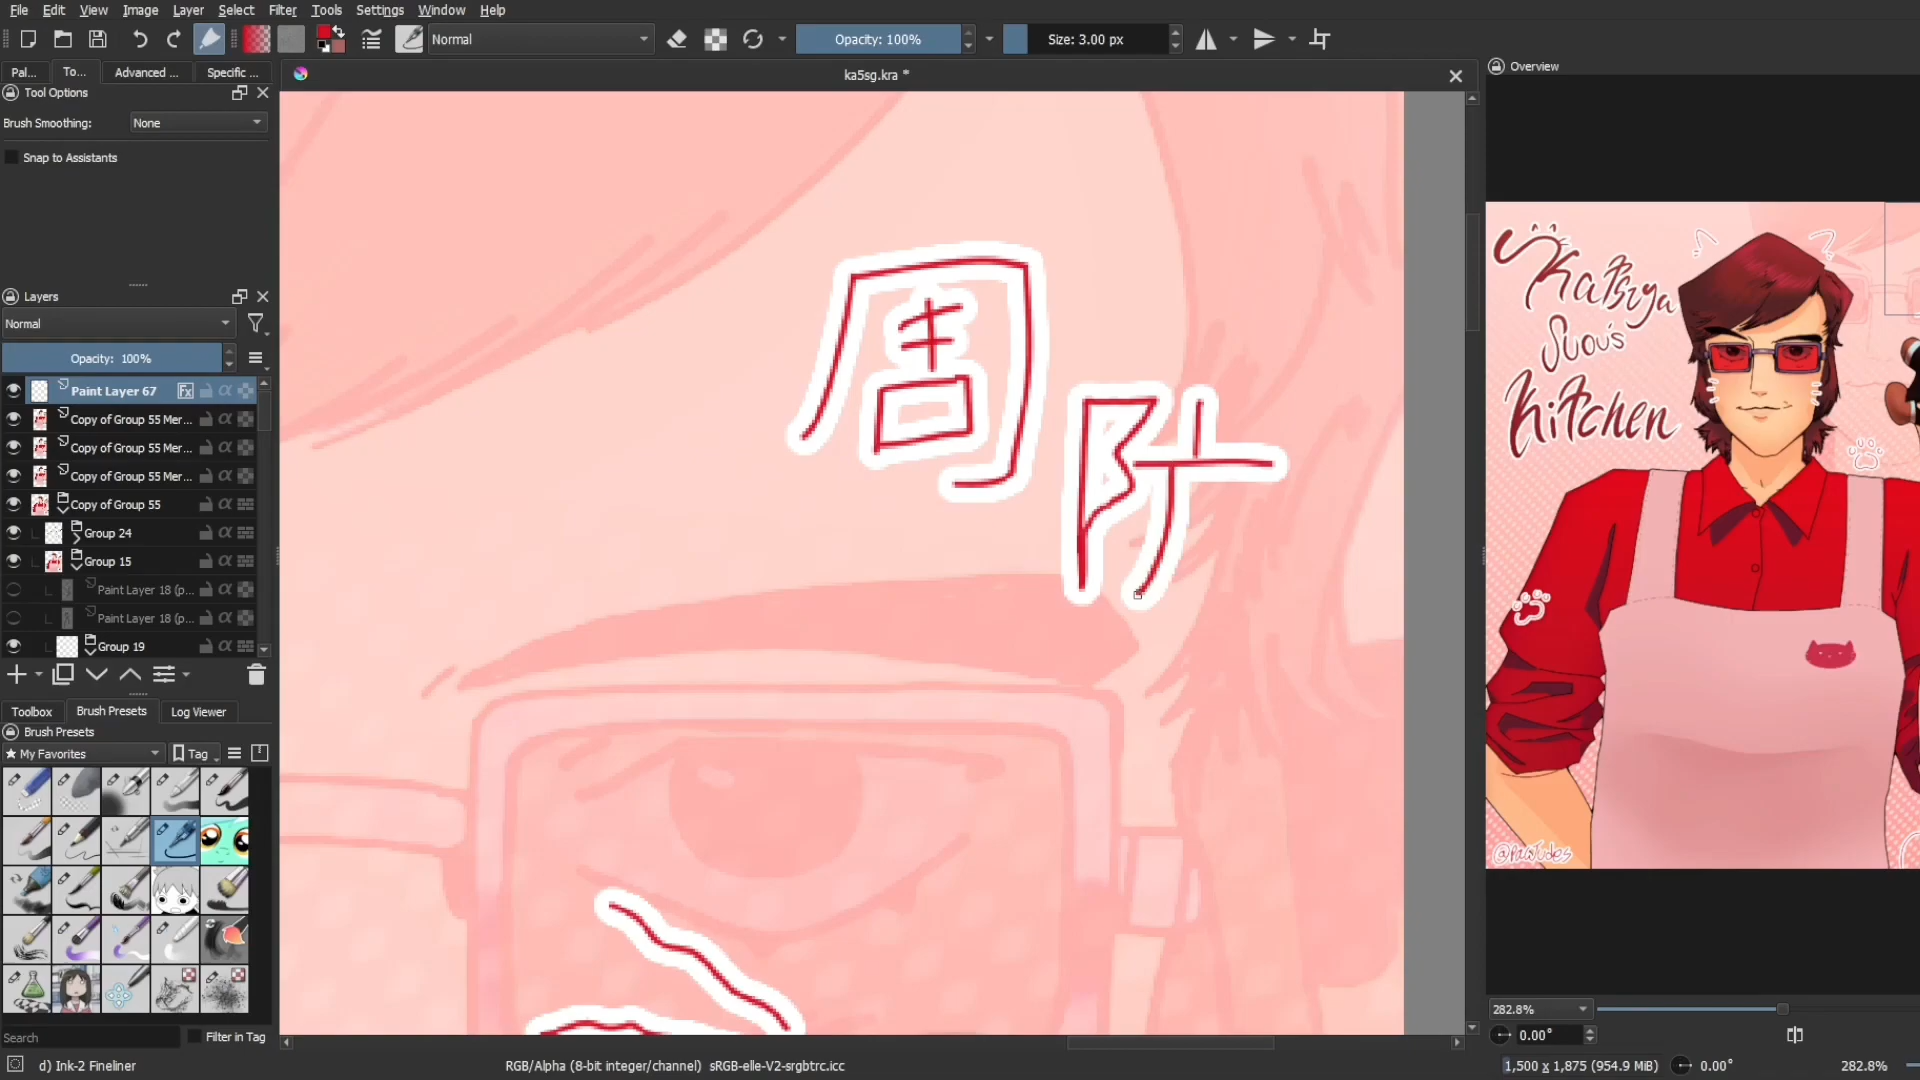 File Edit View Image Layer Select Filter Tools Settings Window Help
Normal
Opacity: 100%
Size: 3.00 px
Pal... To... Advanced ... Specific ...
ka5sg.kra *
Overview
Tool Options
Brush Smoothing: None
Snap to Assistants
Layers
Normal
Opacity: 100%
Paint Layer 67
Copy of Group 55 Mer...
Copy of Group 55 Mer...
Copy of Group 55 Mer...
Copy of Group 55
Group 24
Group 15
Paint Layer 18 (p...
Paint Layer 18 (p...
Group 19
Toolbox Brush Presets Log Viewer
Brush Presets
★ My Favorites
Tag
Search
Filter in Tag
d) Ink-2 Fineliner
RGB/Alpha (8-bit integer/channel) sRGB-elle-V2-srgbtrc.icc
周
Katsuya
Suou's
Kitchen
282.8%
0.00°
1,500 x 1,875 (954.9 MiB)
0.00°
282.8%